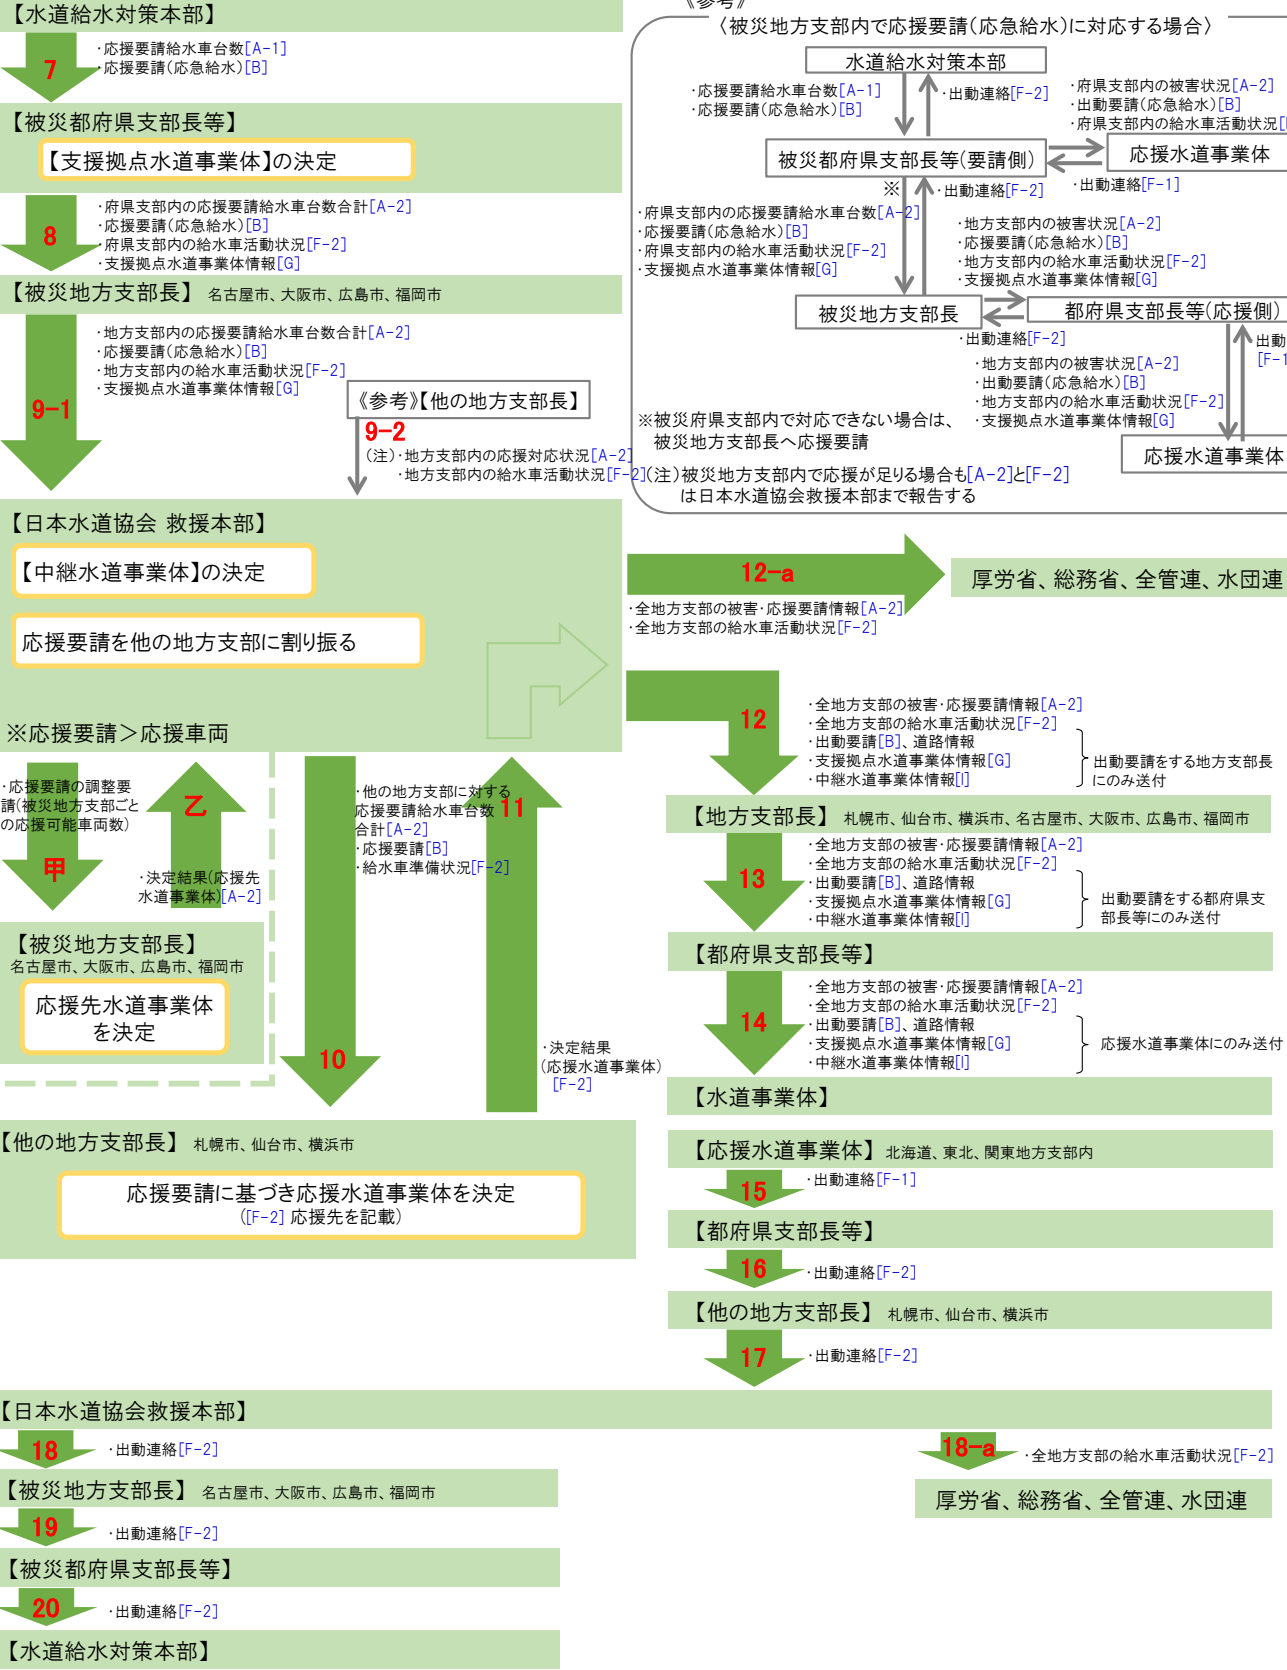 【水道給水対策本部】
7
・応援要請給水車台数[A-1]
・応援要請(応急給水)[B]
【被災都府県支部長等】
【支援拠点水道事業体】の決定
8
・府県支部内の応援要請給水車台数合計[A-2]
・応援要請(応急給水)[B]
・府県支部内の給水車活動状況[F-2]
・支援拠点水道事業体情報[G]
【被災地方支部長】 名古屋市、大阪市、広島市、福岡市
9-1
・地方支部内の応援要請給水車台数合計[A-2]
・応援要請(応急給水)[B]
・地方支部内の給水車活動状況[F-2]
・支援拠点水道事業体情報[G]
《参考》【他の地方支部長】
9-2
(注)・地方支部内の応援対応状況[A-2]
・地方支部内の給水車活動状況[F-2]
《参考》
〈被災地方支部内で応援要請(応急給水)に対応する場合〉
水道給水対策本部
・応援要請給水車台数[A-1]
・応援要請(応急給水)[B]
・出動連絡[F-2]
・府県支部内の被害状況[A-2]
・出動要請(応急給水)[B]
・府県支部内の給水車活動状況[
被災都府県支部長等(要請側)
応援水道事業体
※
・出動連絡[F-2]
・出動連絡[F-1]
・府県支部内の応援要請給水車台数[A-2]
・応援要請(応急給水)[B]
・府県支部内の給水車活動状況[F-2]
・支援拠点水道事業体情報[G]
・地方支部内の被害状況[A-2]
・応援要請(応急給水)[B]
・地方支部内の給水車活動状況[F-2]
・支援拠点水道事業体情報[G]
被災地方支部長
都府県支部長等(応援側)
・出動連絡[F-2]
出動
[F-1
・地方支部内の被害状況[A-2]
・出動要請(応急給水)[B]
・地方支部内の給水車活動状況[F-2]
・支援拠点水道事業体情報[G]
※被災府県支部内で対応できない場合は、
被災地方支部長へ応援要請
応援水道事業体
(注)被災地方支部内で応援が足りる場合も[A-2]と[F-2]
は日本水道協会救援本部まで報告する
【日本水道協会 救援本部】
【中継水道事業体】の決定
応援要請を他の地方支部に割り振る
※応援要請＞応援車両
12-a
・全地方支部の被害・応援要請情報[A-2]
・全地方支部の給水車活動状況[F-2]
厚労省、総務省、全管連、水団連
・応援要請の調整要
請(被災地方支部ごと
の応援可能車両数)
甲
乙
・決定結果(応援先
水道事業体)[A-2]
【被災地方支部長】
名古屋市、大阪市、広島市、福岡市
応援先水道事業体
を決定
・他の地方支部に対する
応援要請給水車台数
合計[A-2]
・応援要請[B]
・給水車準備状況[F-2]
10
11
・決定結果
(応援水道事業体)
[F-2]
【他の地方支部長】 札幌市、仙台市、横浜市
応援要請に基づき応援水道事業体を決定
([F-2] 応援先を記載)
12
・全地方支部の被害・応援要請情報[A-2]
・全地方支部の給水車活動状況[F-2]
・出動要請[B]、道路情報
・支援拠点水道事業体情報[G]
・中継水道事業体情報[I]
出動要請をする地方支部長
にのみ送付
【地方支部長】 札幌市、仙台市、横浜市、名古屋市、大阪市、広島市、福岡市
13
・全地方支部の被害・応援要請情報[A-2]
・全地方支部の給水車活動状況[F-2]
・出動要請[B]、道路情報
・支援拠点水道事業体情報[G]
・中継水道事業体情報[I]
出動要請をする都府県支
部長等にのみ送付
【都府県支部長等】
14
・全地方支部の被害・応援要請情報[A-2]
・全地方支部の給水車活動状況[F-2]
・出動要請[B]、道路情報
・支援拠点水道事業体情報[G]
・中継水道事業体情報[I]
応援水道事業体にのみ送付
【水道事業体】
【応援水道事業体】 北海道、東北、関東地方支部内
15
・出動連絡[F-1]
【都府県支部長等】
16
・出動連絡[F-2]
【他の地方支部長】 札幌市、仙台市、横浜市
17
・出動連絡[F-2]
【日本水道協会救援本部】
18
・出動連絡[F-2]
18-a
・全地方支部の給水車活動状況[F-2]
厚労省、総務省、全管連、水団連
【被災地方支部長】 名古屋市、大阪市、広島市、福岡市
19
・出動連絡[F-2]
【被災都府県支部長等】
20
・出動連絡[F-2]
【水道給水対策本部】